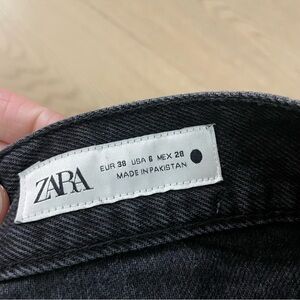 ZARA
EUR 38 USA 6 MEX 28
MADE IN PAKISTAN